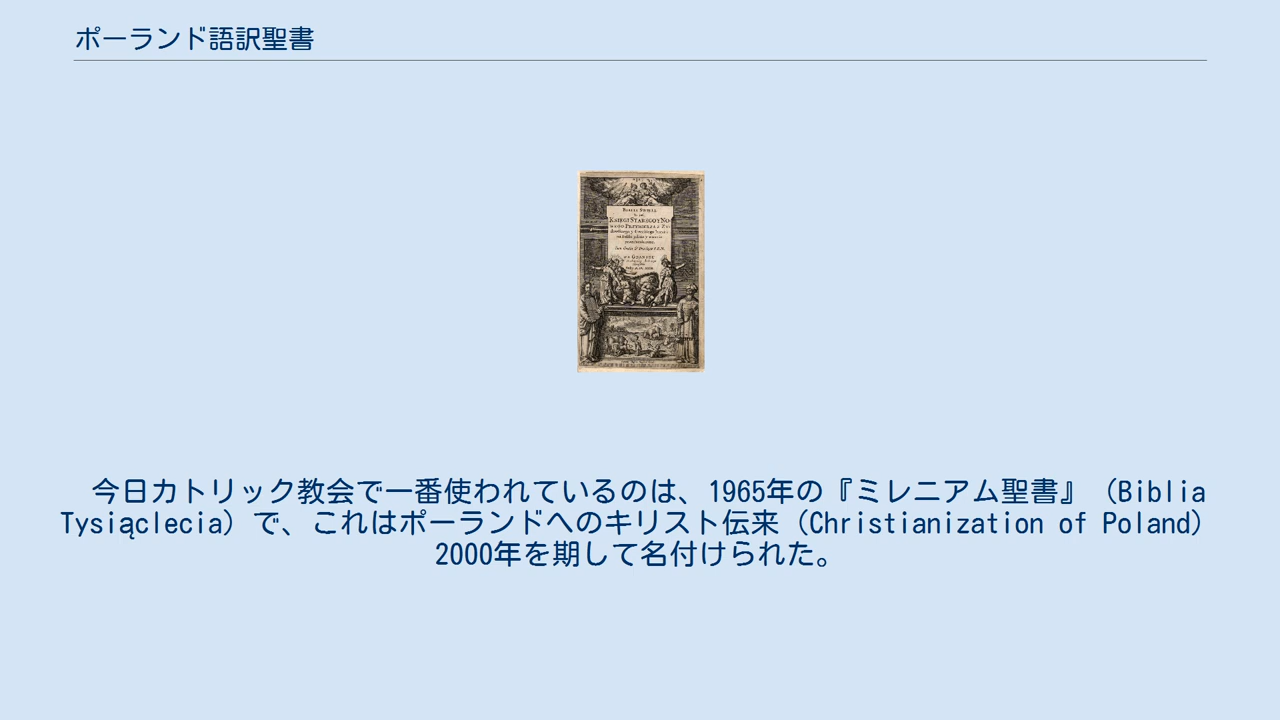 ポーランド語訳聖書
KSIĘGI STAREGO Y NO
今日カトリック教会で一番使われているのは、1965年の『ミレニアム聖書』（Biblia
Tysiąclecia）で、これはポーランドへのキリスト伝来（Christianization of Poland）
2000年を期して名付けられた。